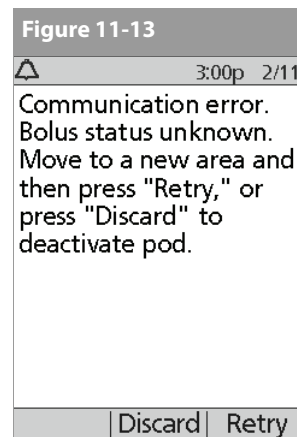 Figure 11-13
3:00p 2/11
Communication error.
Bolus status unknown.
Move to a new area and
then press "Retry," or
press "Discard" to
deactivate pod.
Discard Retry